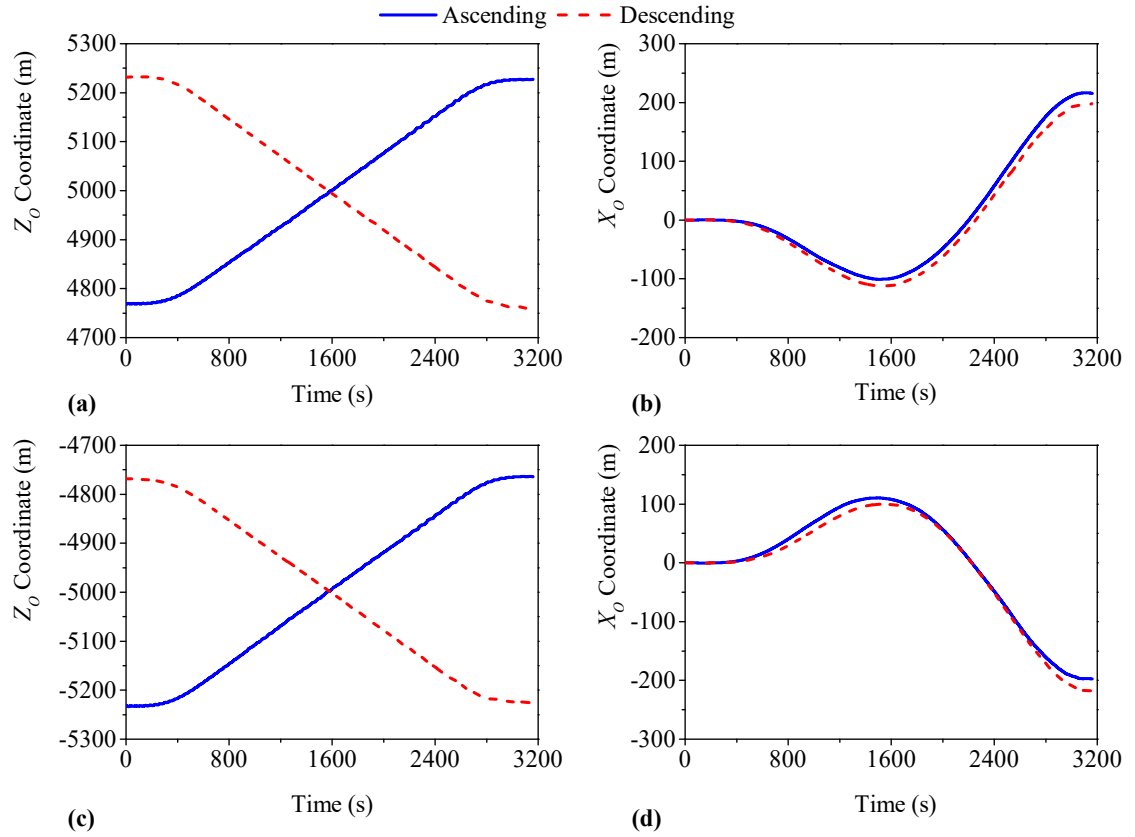 Ascending Descending
5300
5200
5100
5000
4900
4800
4700
Z_O Coordinate (m)
0 800 1600 2400 3200
Time (s)
(a)
300
200
100
0
-100
-200
X_O Coordinate (m)
0 800 1600 2400 3200
Time (s)
(b)
-4700
-4800
-4900
-5000
-5100
-5200
-5300
Z_O Coordinate (m)
0 800 1600 2400 3200
Time (s)
(c)
200
100
0
-100
-200
-300
X_O Coordinate (m)
0 800 1600 2400 3200
Time (s)
(d)